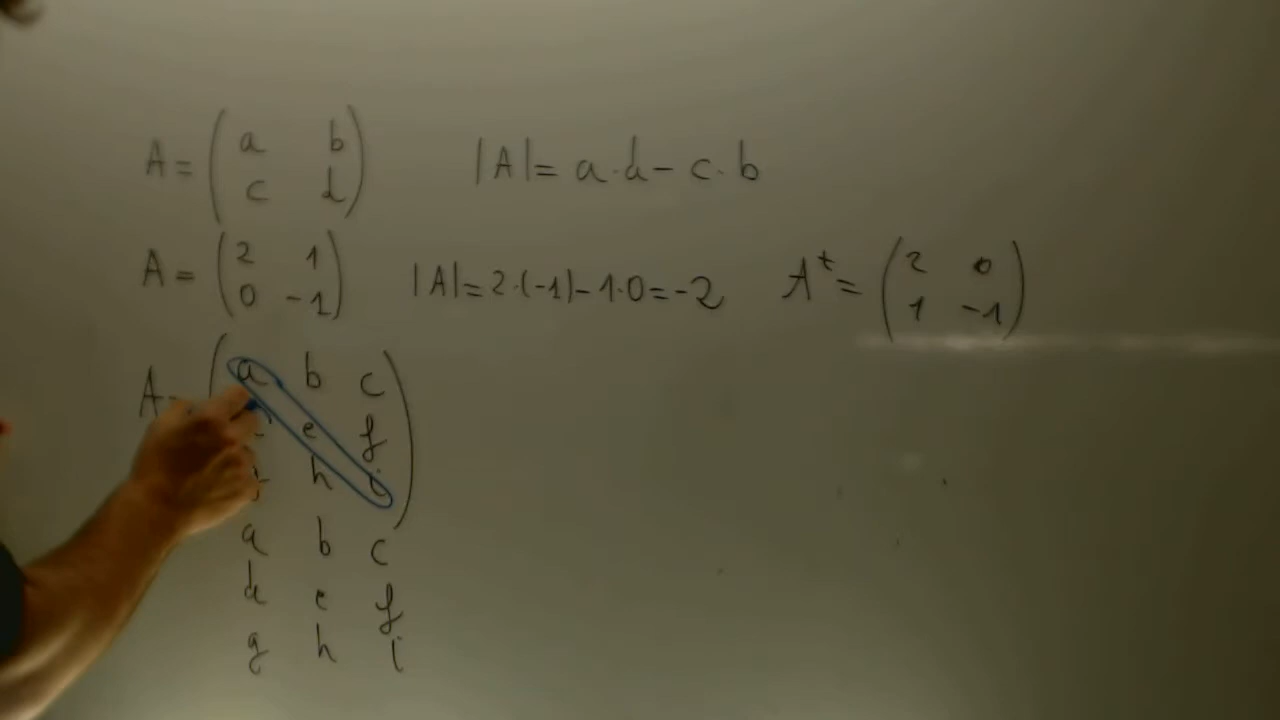 A = ( a b ) |A| = a·d - c·b
c d
A = ( 2 1 ) |A| = 2·(-1) - 1·0 = -2 A^t = ( 2 0 )
0 -1 1 -1
A = ( a b c )
e f
h
a b c
d e f
g h i